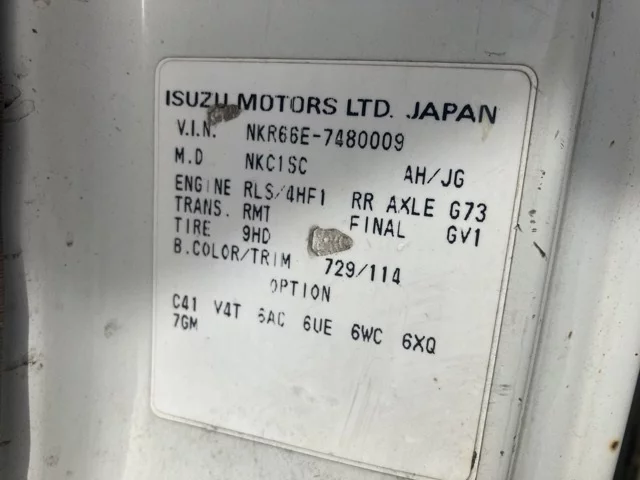 ISUZU MOTORS LTD. JAPAN
V.I.N. NKR66E-7480009
M.D NKC1SC AH/JG
ENGINE RLS/4HF1 RR AXLE G73
TRANS. RMT FINAL GV1
TIRE 9HD
B.COLOR/TRIM 729/114
OPTION
C41 V4T 6AC 6UE 6WC 6XQ
7GM